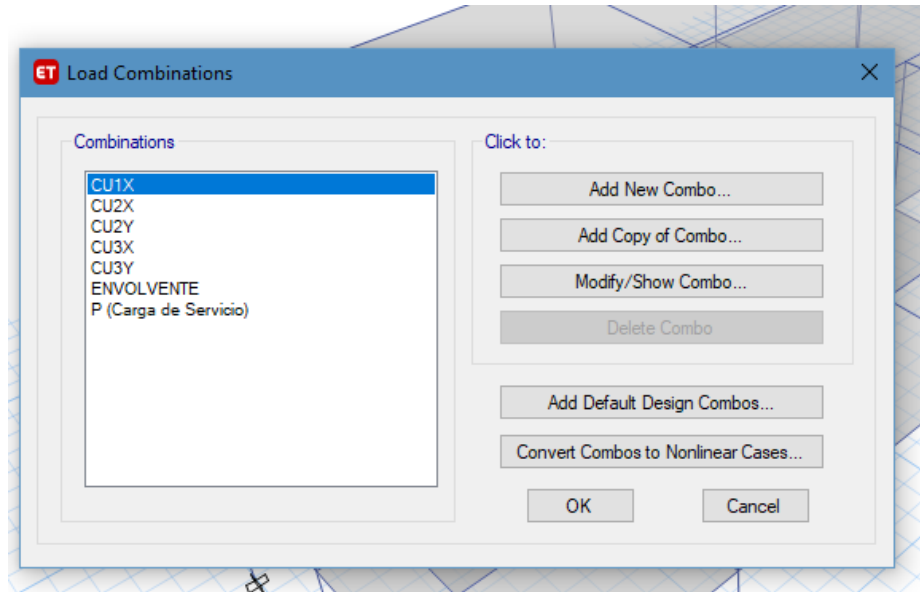 ET Load Combinations
Combinations
CU1X
CU2X
CU2Y
CU3X
CU3Y
ENVOLVENTE
P (Carga de Servicio)
Click to:
Add New Combo...
Add Copy of Combo...
Modify/Show Combo...
Delete Combo
Add Default Design Combos...
Convert Combos to Nonlinear Cases...
OK
Cancel